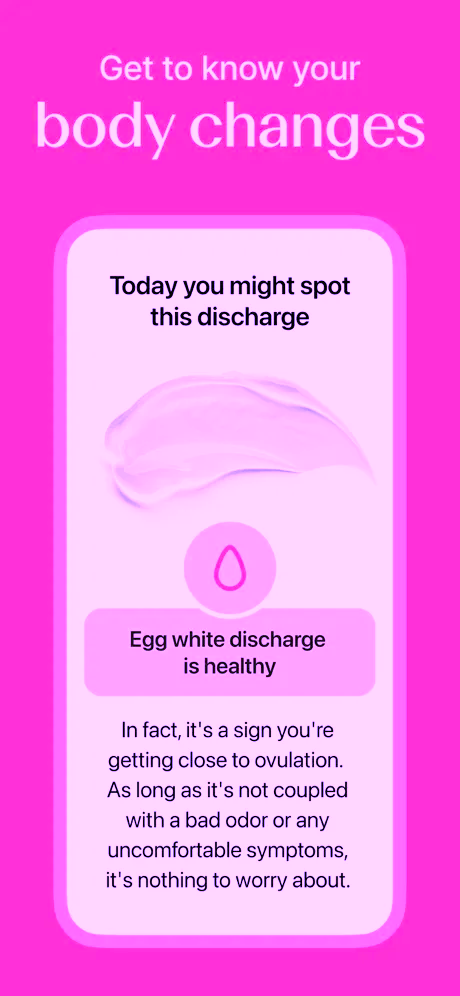 Get to know your
body changes
Today you might spot
this discharge
Egg white discharge
is healthy
In fact, it's a sign you're
getting close to ovulation.
As long as it's not coupled
with a bad odor or any
uncomfortable symptoms,
it's nothing to worry about.